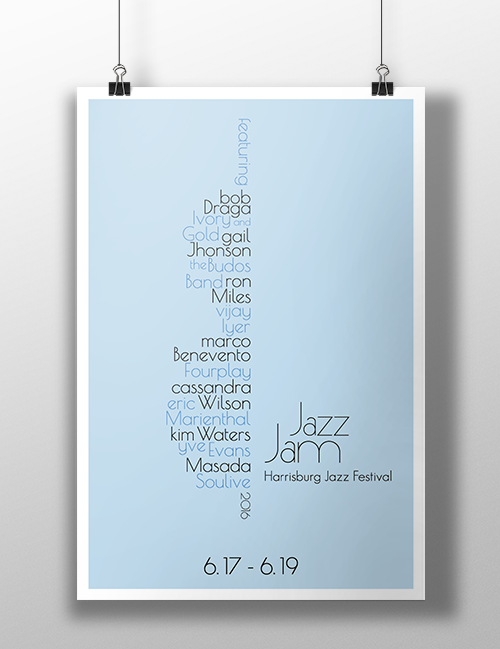 featuring
bob
Draga
Ivory and
Gold gail
Jhonson
the Budos
Band ron
Miles
vijay
Iyer
marco
Benevento
Fourplay
cassandra
eric Wilson
Marienthal
kim Waters
yve Evans
Masada
Soulive
2016
Jazz
Jam
Harrisburg Jazz Festival
6.17 - 6.19